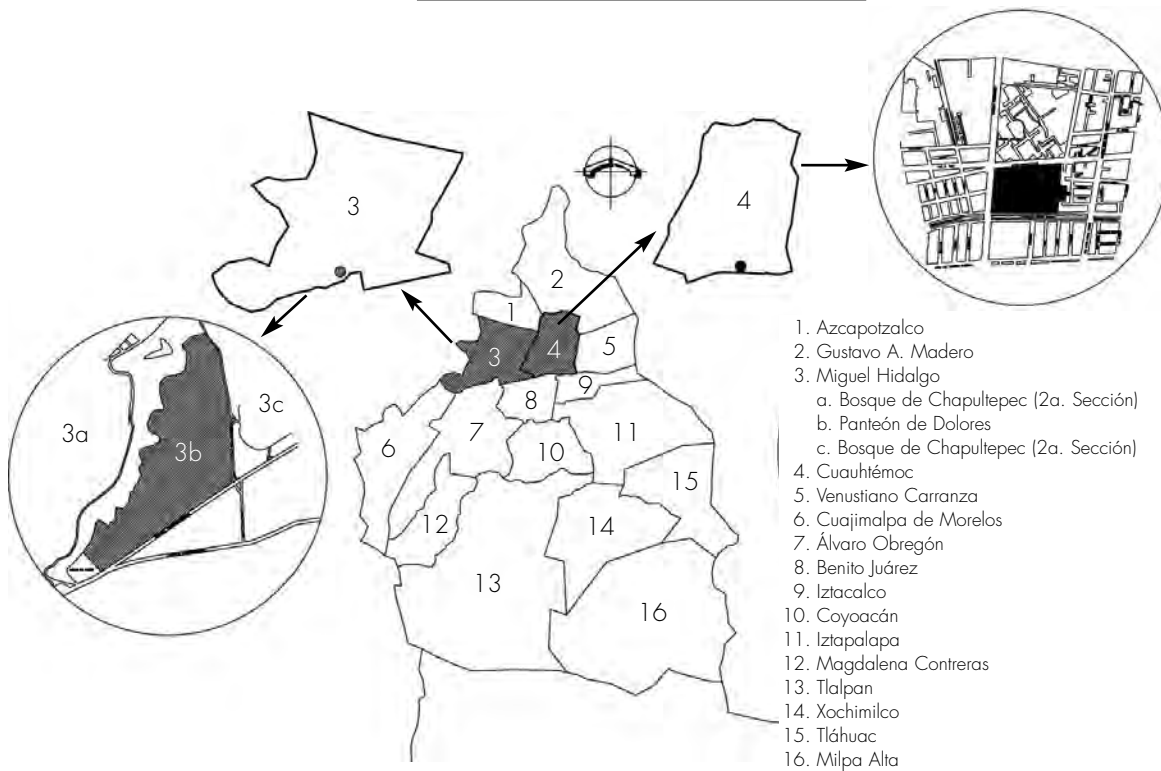 3
4
2
1
3
4
5
9
8
7
6
10
11
15
12
14
13
16
3a
3b
3c
1. Azcapotzalco
2. Gustavo A. Madero
3. Miguel Hidalgo
a. Bosque de Chapultepec (2a. Sección)
b. Panteón de Dolores
c. Bosque de Chapultepec (2a. Sección)
4. Cuauhtémoc
5. Venustiano Carranza
6. Cuajimalpa de Morelos
7. Álvaro Obregón
8. Benito Juárez
9. Iztacalco
10. Coyoacán
11. Iztapalapa
12. Magdalena Contreras
13. Tlalpan
14. Xochimilco
15. Tláhuac
16. Milpa Alta